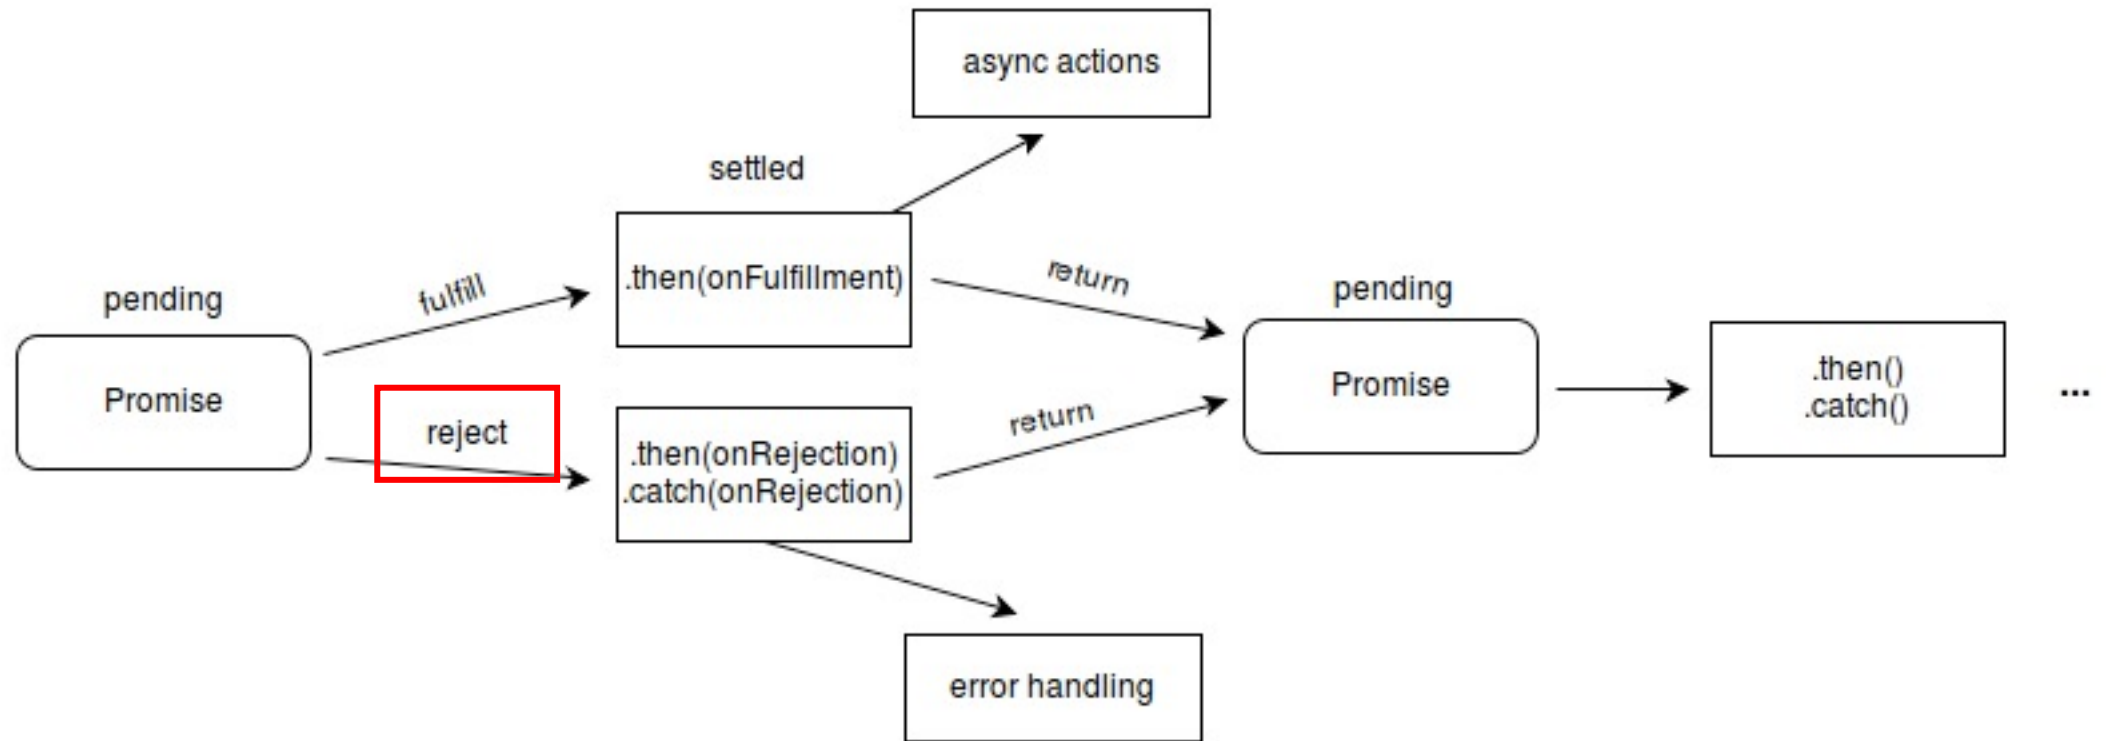 async actions
settled
.then(onFulfillment)
fulfill
return
pending
pending
Promise
reject
.then(onRejection)
.catch(onRejection)
return
Promise
.then()
.catch()
...
error handling